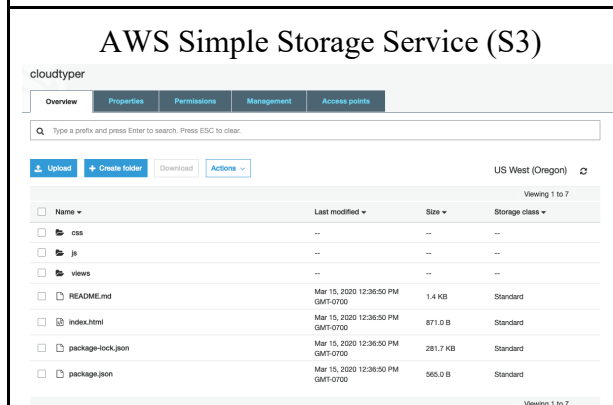 AWS Simple Storage Service (S3)
cloudtyper
Overview Properties Permissions Management Access points
Type a prefix and press Enter to search. Press ESC to clear.
Upload + Create folder Download Actions US West (Oregon)
Viewing 1 to 7
Name Last modified Size Storage class
css -- -- --
js -- -- --
views -- -- --
README.md Mar 15, 2020 12:36:50 PM GMT-0700 1.4 KB Standard
index.html Mar 15, 2020 12:36:50 PM GMT-0700 871.0 B Standard
package-lock.json Mar 15, 2020 12:36:50 PM GMT-0700 281.7 KB Standard
package.json Mar 15, 2020 12:36:50 PM GMT-0700 565.0 B Standard
Viewing 1 to 7